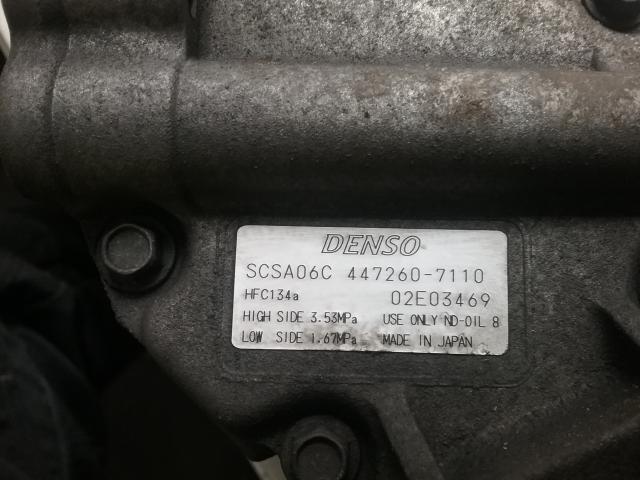 DENSO
SCSA06C 447260-7110
HFC134a 02E03469
HIGH SIDE 3.53MPa USE ONLY ND-OIL 8
LOW SIDE 1.67MPa MADE IN JAPAN